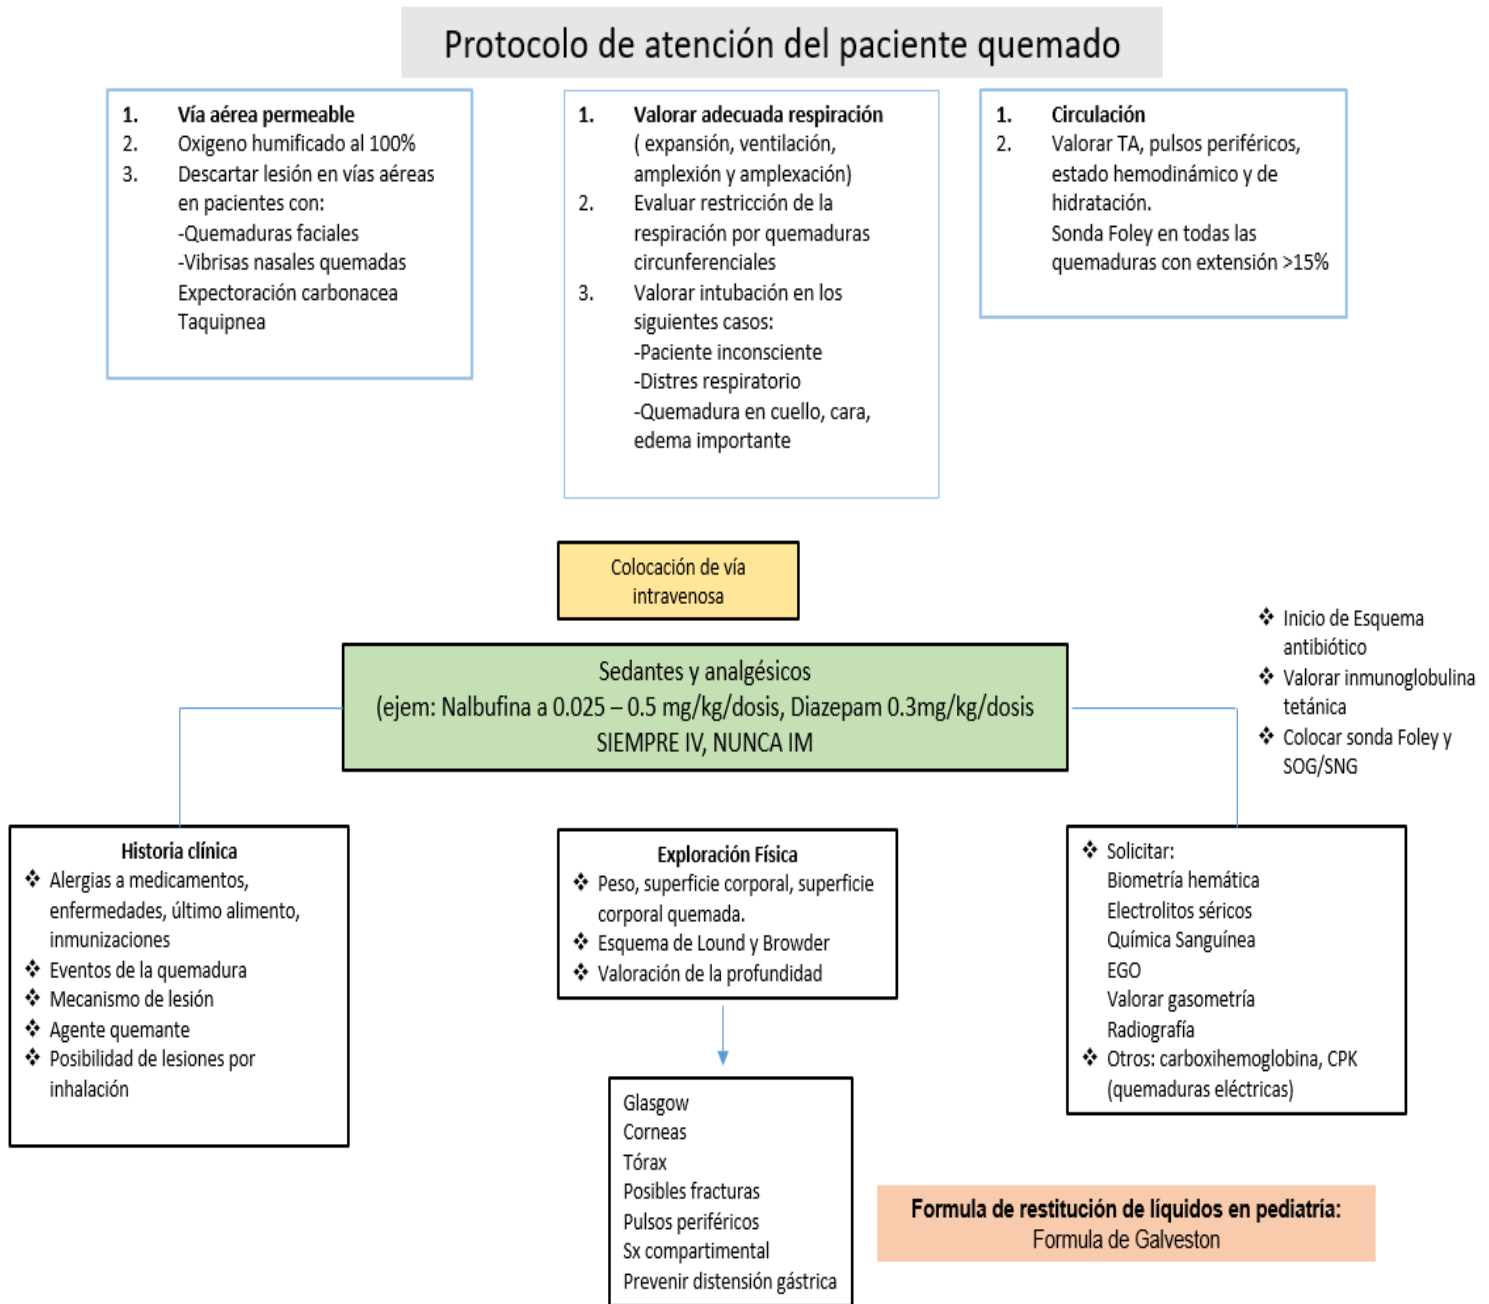 Protocolo de atención del paciente quemado
1. Vía aérea permeable
2. Oxigeno humificado al 100%
3. Descartar lesión en vías aéreas
en pacientes con:
-Quemaduras faciales
-Vibrisas nasales quemadas
Expectoración carbonacea
Taquipnea
1. Valorar adecuada respiración
( expansión, ventilación,
amplexión y amplexación)
2. Evaluar restricción de la
respiración por quemaduras
circunferenciales
3. Valorar intubación en los
siguientes casos:
-Paciente inconsciente
-Distres respiratorio
-Quemadura en cuello, cara,
edema importante
1. Circulación
2. Valorar TA, pulsos periféricos,
estado hemodinámico y de
hidratación.
Sonda Foley en todas las
quemaduras con extensión >15%
Colocación de vía
intravenosa
Sedantes y analgésicos
(ejem: Nalbufina a 0.025 – 0.5 mg/kg/dosis, Diazepam 0.3mg/kg/dosis
SIEMPRE IV, NUNCA IM
❖ Inicio de Esquema
antibiótico
❖ Valorar inmunoglobulina
tetánica
❖ Colocar sonda Foley y
SOG/SNG
Historia clínica
❖ Alergias a medicamentos,
enfermedades, último alimento,
inmunizaciones
❖ Eventos de la quemadura
❖ Mecanismo de lesión
❖ Agente quemante
❖ Posibilidad de lesiones por
inhalación
Exploración Física
❖ Peso, superficie corporal, superficie
corporal quemada.
❖ Esquema de Lound y Browder
❖ Valoración de la profundidad
❖ Solicitar:
Biometría hemática
Electrolitos séricos
Química Sanguínea
EGO
Valorar gasometría
Radiografía
❖ Otros: carboxihemoglobina, CPK
(quemaduras eléctricas)
Glasgow
Corneas
Tórax
Posibles fracturas
Pulsos periféricos
Sx compartimental
Prevenir distensión gástrica
Formula de restitución de líquidos en pediatría:
Formula de Galveston